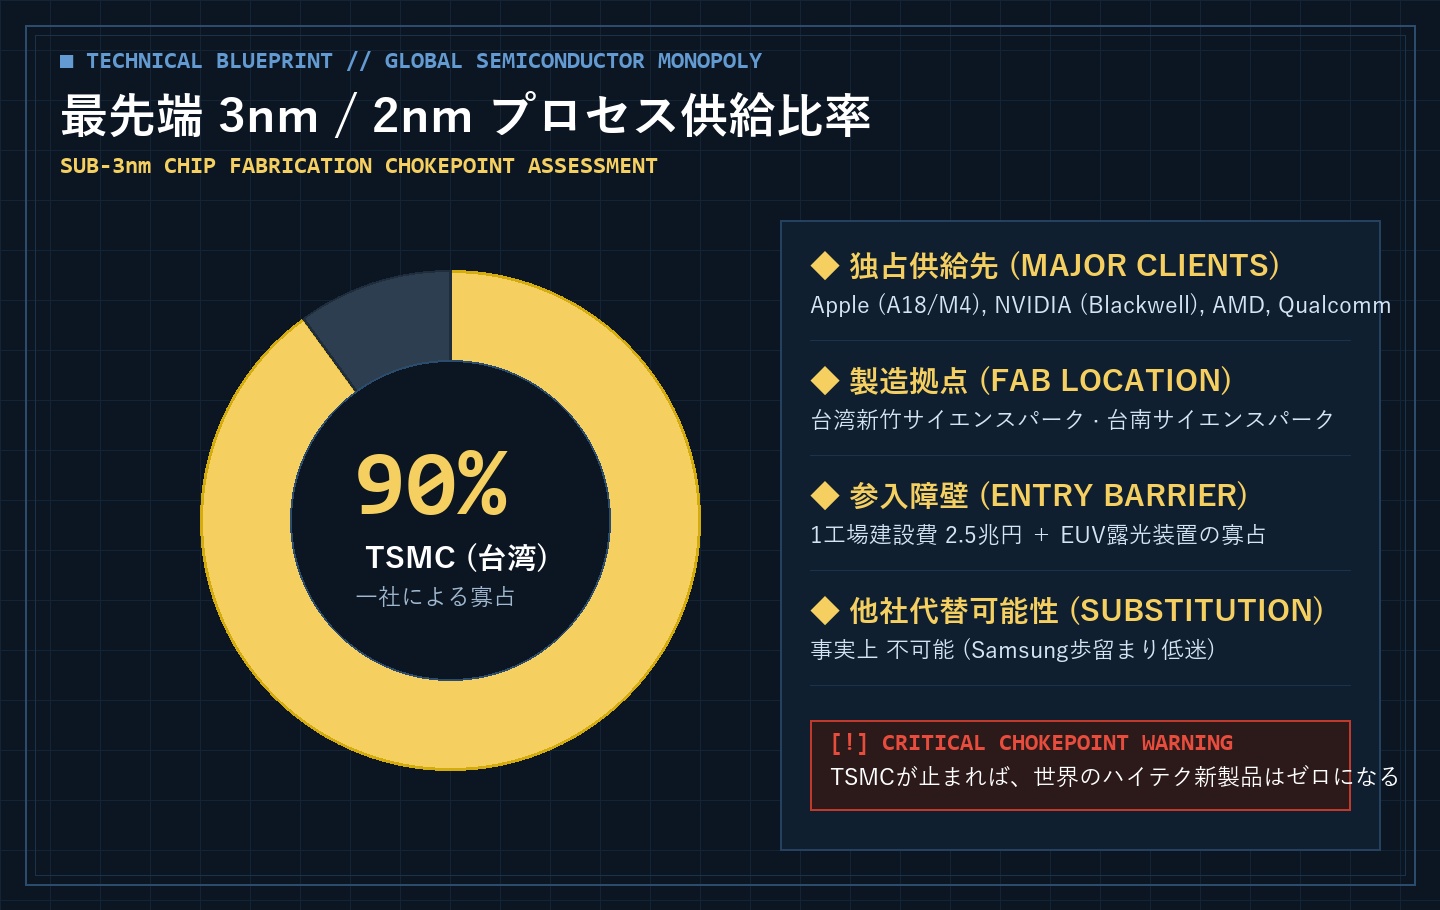 ■ TECHNICAL BLUEPRINT // GLOBAL SEMICONDUCTOR MONOPOLY
最先端 3nm / 2nm プロセス供給比率
SUB-3nm CHIP FABRICATION CHOKEPOINT ASSESSMENT
90%
TSMC (台湾)
一社による寡占
◆ 独占供給先 (MAJOR CLIENTS)
Apple (A18/M4), NVIDIA (Blackwell), AMD, Qualcomm
◆ 製造拠点 (FAB LOCATION)
台湾新竹サイエンスパーク · 台南サイエンスパーク
◆ 参入障壁 (ENTRY BARRIER)
1工場建設費 2.5兆円 + EUV露光装置の寡占
◆ 他社代替可能性 (SUBSTITUTION)
事実上 不可能 (Samsung歩留まり低迷)
[!] CRITICAL CHOKEPOINT WARNING
TSMCが止まれば、世界のハイテク新製品はゼロになる